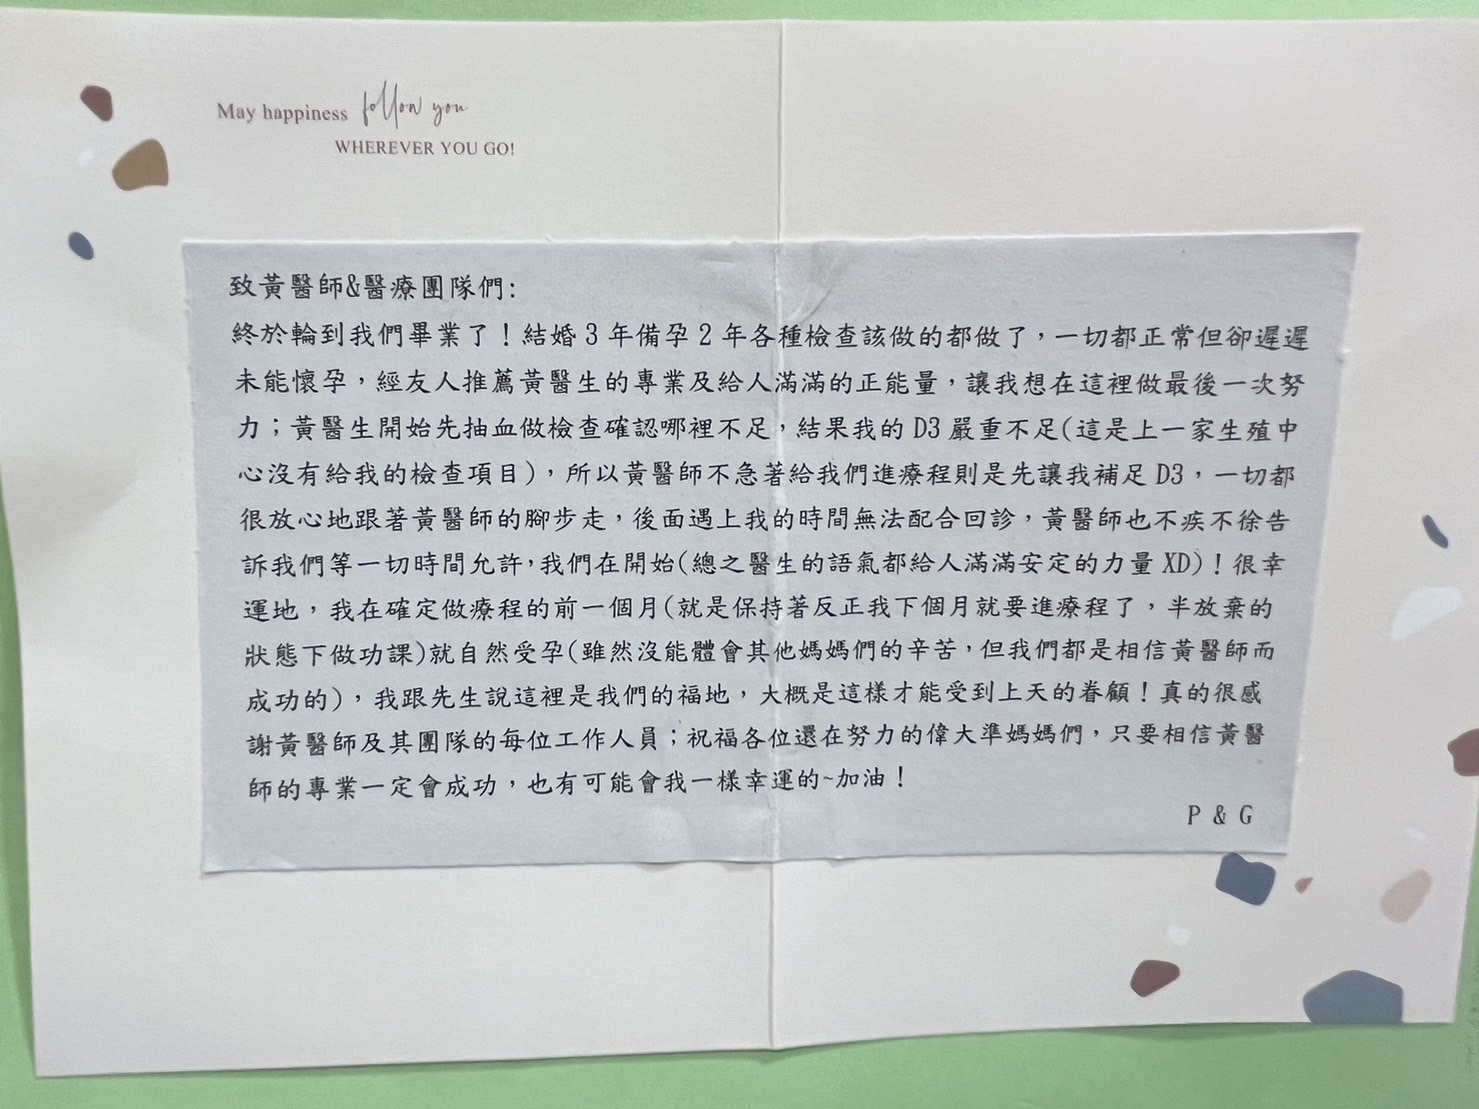 May happiness follow you
WHEREVER YOU GO!
致黃醫師&醫療團隊們:
終於輪到我們畢業了！結婚 3 年備孕 2 年各種檢查該做的都做了，一切都正常但卻遲遲
未能懷孕，經友人推薦黃醫生的專業及給人滿滿的正能量，讓我想在這裡做最後一次努
力；黃醫生開始先抽血做檢查確認哪裡不足，結果我的 D3 嚴重不足(這是上一家生殖中
心沒有給我的檢查項目)，所以黃醫師不急著給我們進療程則是先讓我補足 D3，一切都
很放心地跟著黃醫師的腳步走，後面遇上我的時間無法配合回診，黃醫師也不疾不徐告
訴我們等一切時間允許，我們在開始(總之醫生的語氣都給人滿滿安定的力量 XD)！很幸
運地，我在確定做療程的前一個月(就是保持著反正我下個月就要進療程了，半放棄的
狀態下做功課)就自然受孕(雖然沒能體會其他媽媽們的辛苦，但我們都是相信黃醫師而
成功的)，我跟先生說這裡是我們的福地，大概是這樣才能受到上天的眷顧！真的很感
謝黃醫師及其團隊的每位工作人員；祝福各位還在努力的偉大準媽媽們，只要相信黃醫
師的專業一定會成功，也有可能會我一樣幸運的~加油！
P & G